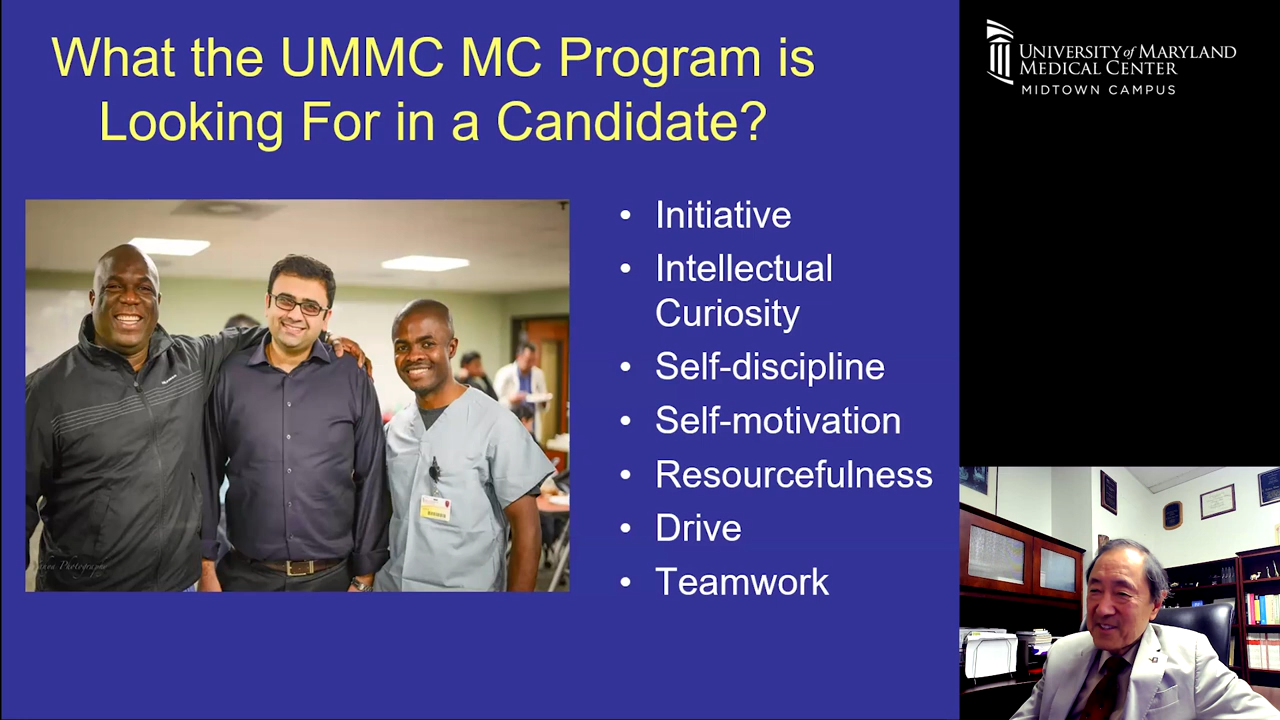 What the UMMC MC Program is
Looking For in a Candidate?
• Initiative
• Intellectual
Curiosity
• Self-discipline
• Self-motivation
• Resourcefulness
• Drive
• Teamwork
UNIVERSITY of MARYLAND
MEDICAL CENTER
MIDTOWN CAMPUS